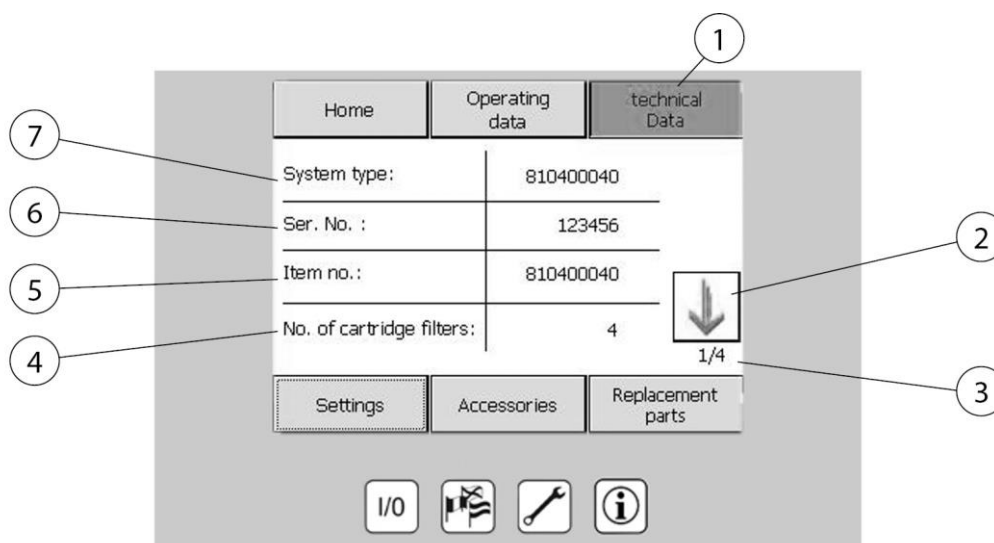 1
Home
Operating
data
technical
Data
7
System type: 810400040
6
Ser. No. : 123456
2
5
Item no.: 810400040
4
No. of cartridge filters: 4
1/4
3
Settings
Accessories
Replacement
parts
I/0
i